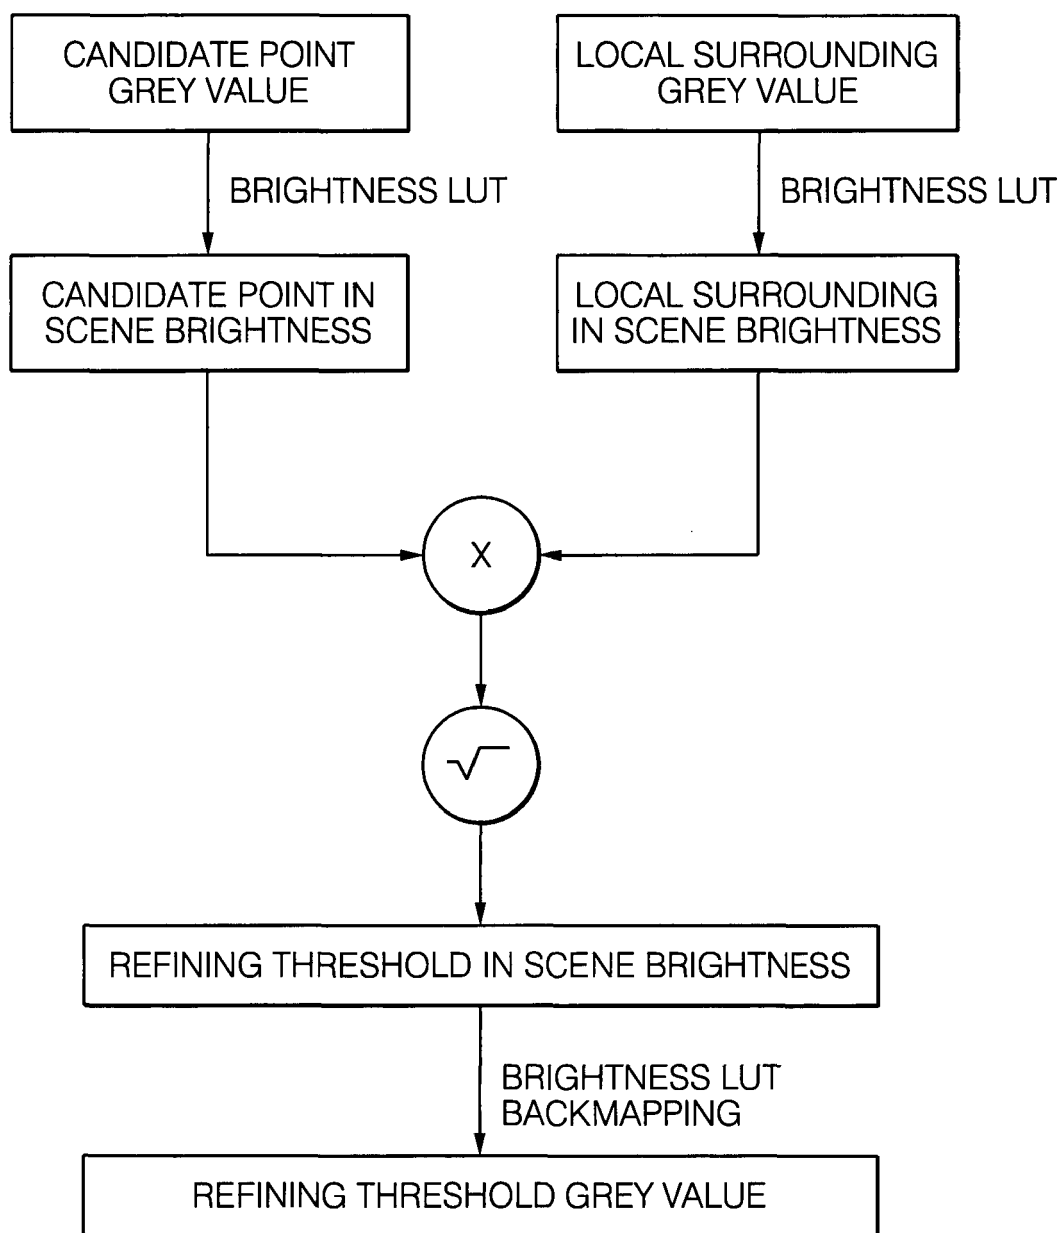 CANDIDATE POINT
GREY VALUE
LOCAL SURROUNDING
GREY VALUE
BRIGHTNESS LUT
BRIGHTNESS LUT
CANDIDATE POINT IN
SCENE BRIGHTNESS
LOCAL SURROUNDING
IN SCENE BRIGHTNESS
X
√
REFINING THRESHOLD IN SCENE BRIGHTNESS
BRIGHTNESS LUT
BACKMAPPING
REFINING THRESHOLD GREY VALUE